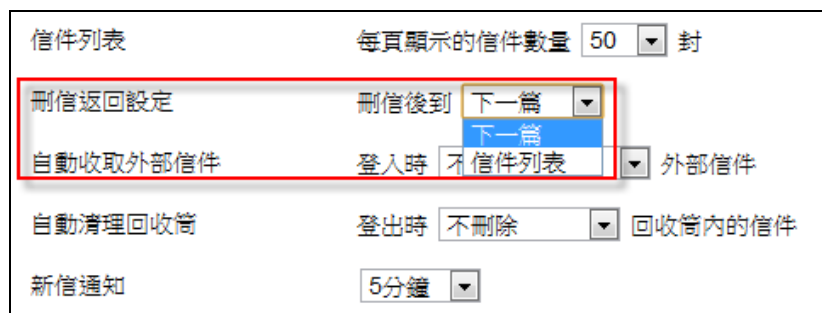 信件列表 每頁顯示的信件數量 50 封
刪信返回設定 刪信後到 下一篇
下一篇
自動收取外部信件 登入時 不 信件列表 外部信件
自動清理回收筒 登出時 不刪除 回收筒內的信件
新信通知 5分鐘